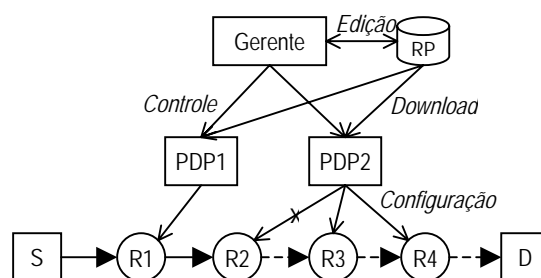 Edição
Gerente
RP
Controle
Download
PDP1
PDP2
x
Configuração
S
R1
R2
R3
R4
D